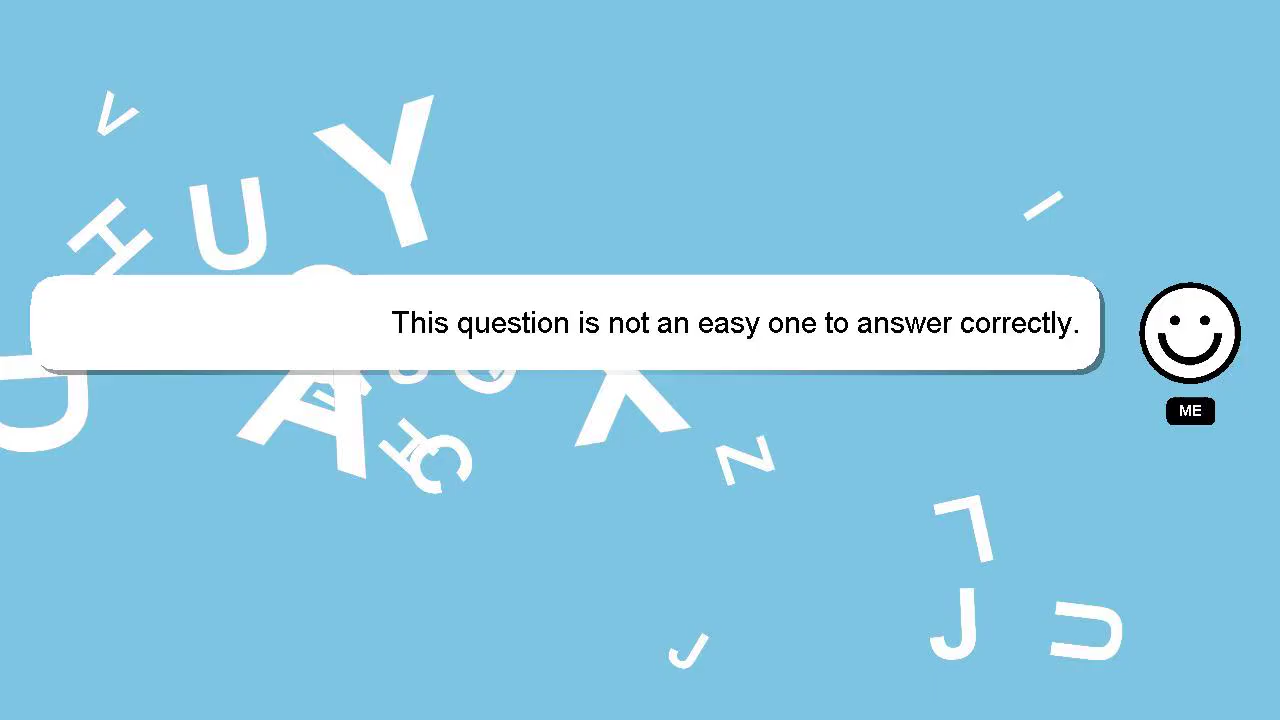 V
Y
U
H
I
This question is not an easy one to answer correctly.
ME
A
X
H
C
N
L
J
U
J